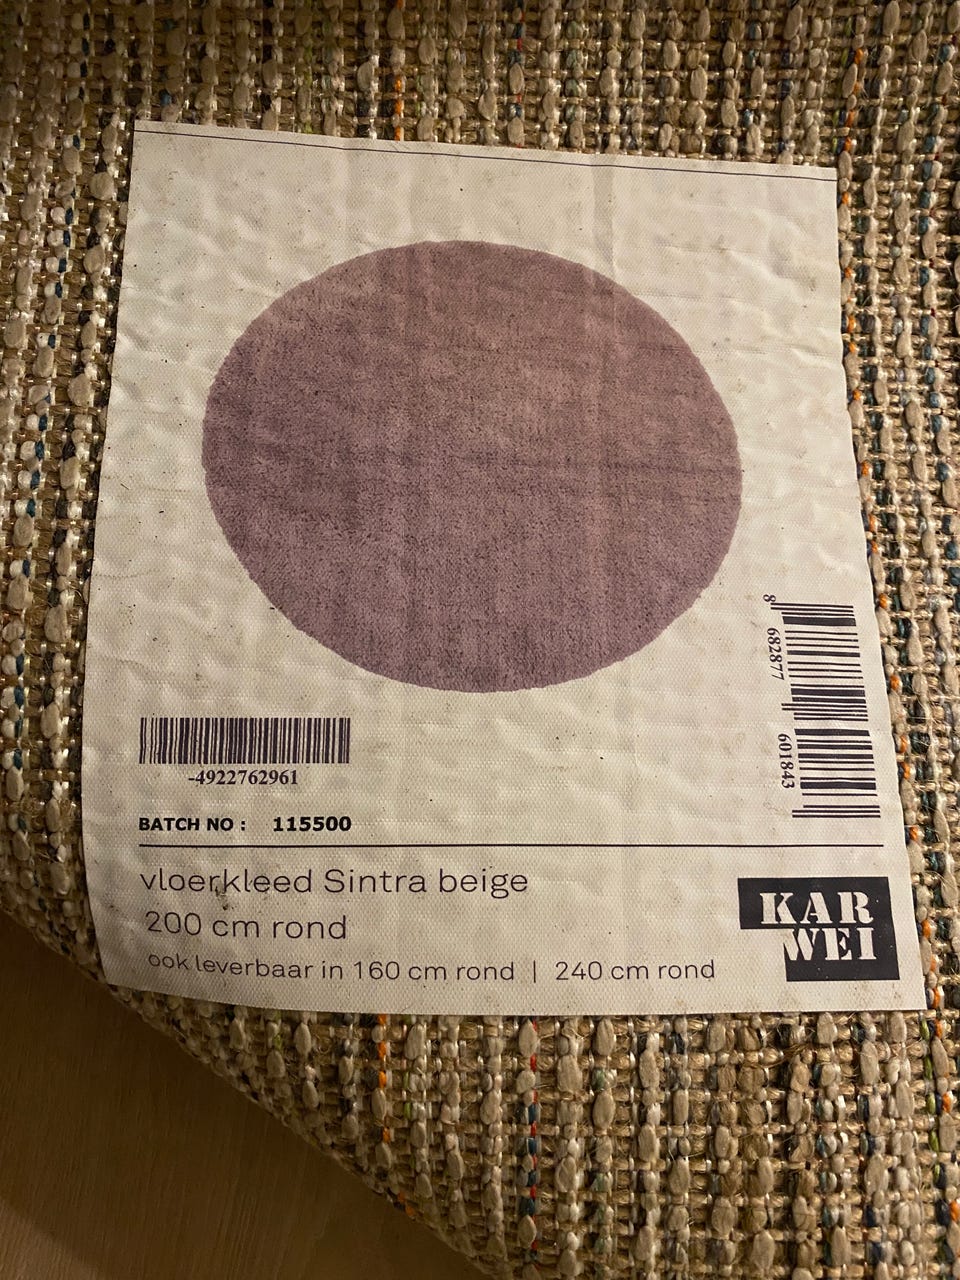 -4922762961
BATCH NO : 115500
8 682877 601843
vloerkleed Sintra beige
200 cm rond
ook leverbaar in 160 cm rond | 240 cm rond
KAR
WEI